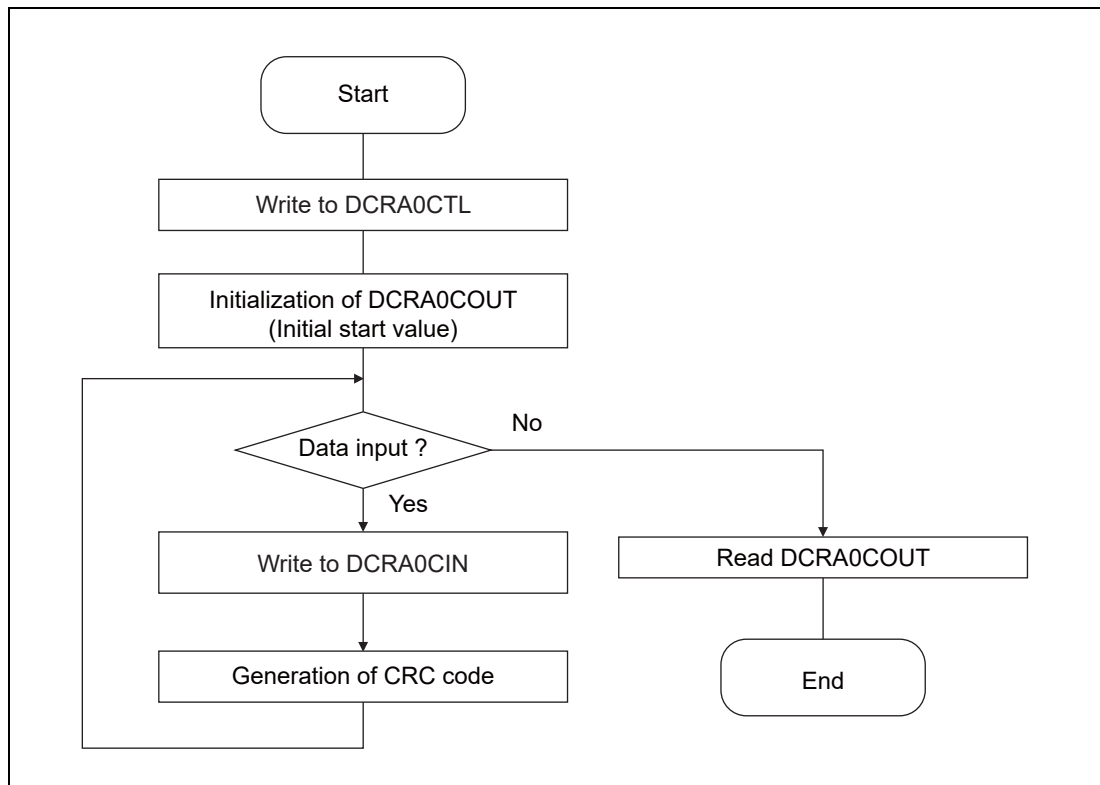 Start
Write to DCRA0CTL
Initialization of DCRA0COUT
(Initial start value)
Data input ?
No
Yes
Write to DCRA0CIN
Read DCRA0COUT
Generation of CRC code
End